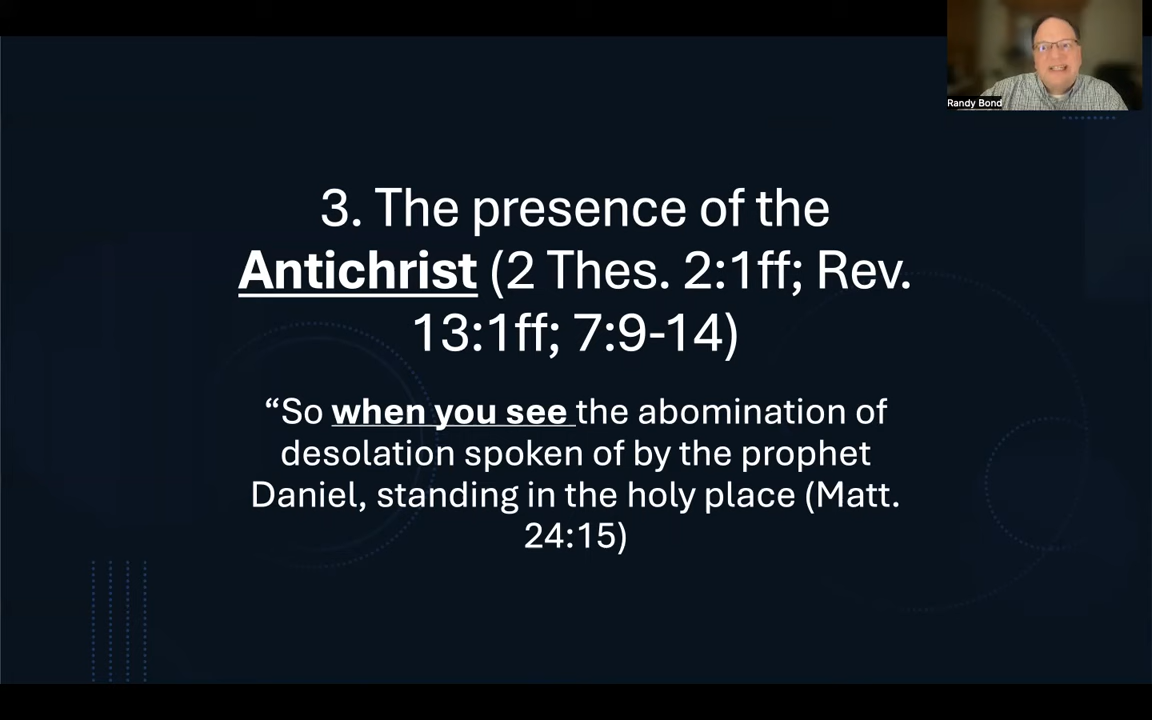 Randy Bond
3. The presence of the
Antichrist (2 Thes. 2:1ff; Rev.
13:1ff; 7:9-14)
“So when you see the abomination of
desolation spoken of by the prophet
Daniel, standing in the holy place (Matt.
24:15)